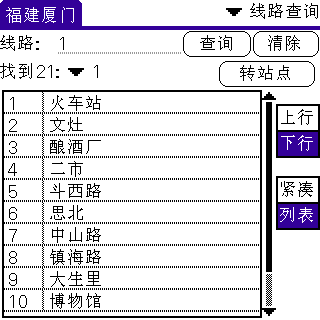 福建厦门 线路查询
线路: 1 查询 清除
找到21: 1 转站点
1 火车站
2 文灶
3 酿酒厂
4 二市
5 斗西路
6 思北
7 中山路
8 镇海路
9 大生里
10 博物馆
上行
下行
紧凑
列表